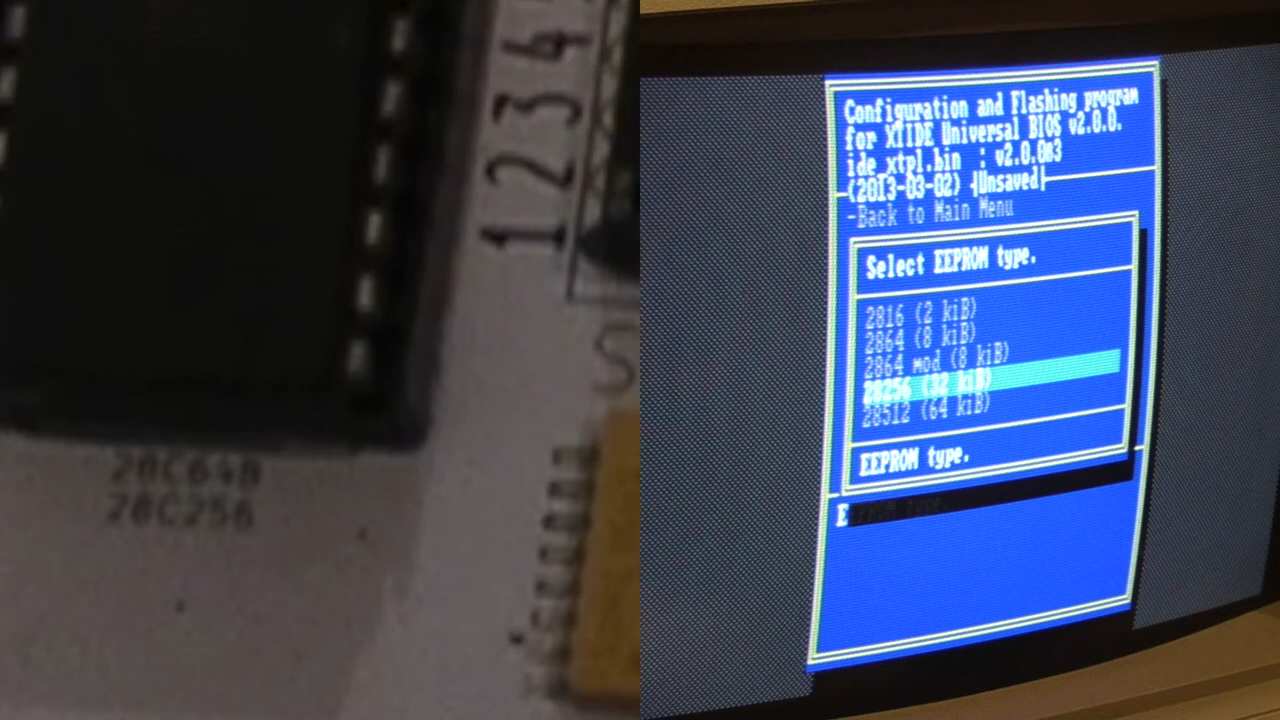 1234
28C64B
28C256
Configuration and Flashing program
for XTIDE Universal BIOS v2.0.0.
ide_xtpl.bin : v2.0.0ß3
(2013-03-02) Unsaved
-Back to Main Menu
Select EEPROM type.
2816 (2 kiB)
2864 (8 kiB)
2864 mod (8 kiB)
28256 (32 kiB)
28512 (64 kiB)
EEPROM type.
E